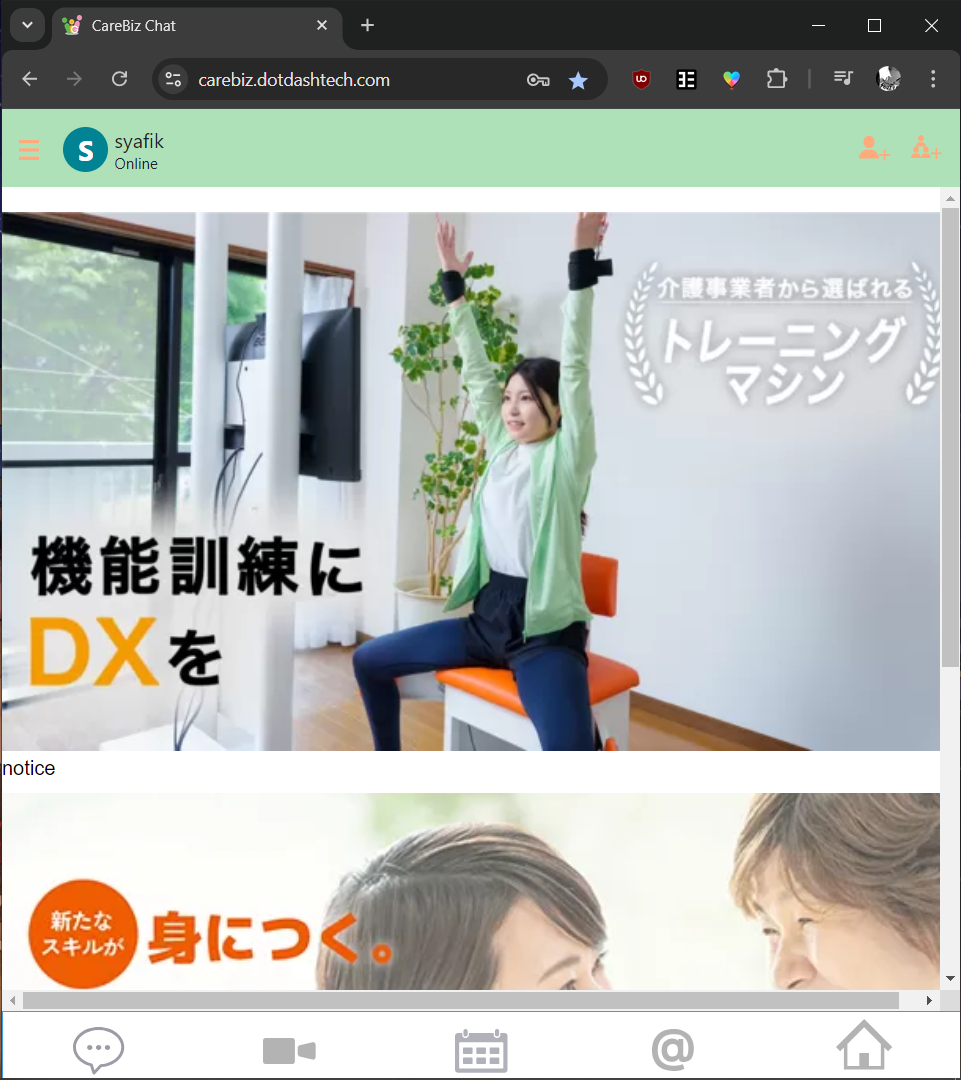 CareBiz Chat
carebiz.dotdashtech.com
S
syafik
Online
介護事業者から選ばれる
トレーニング
マシン
機能訓練に
DXを
notice
新たな
スキルが
身につく。
@